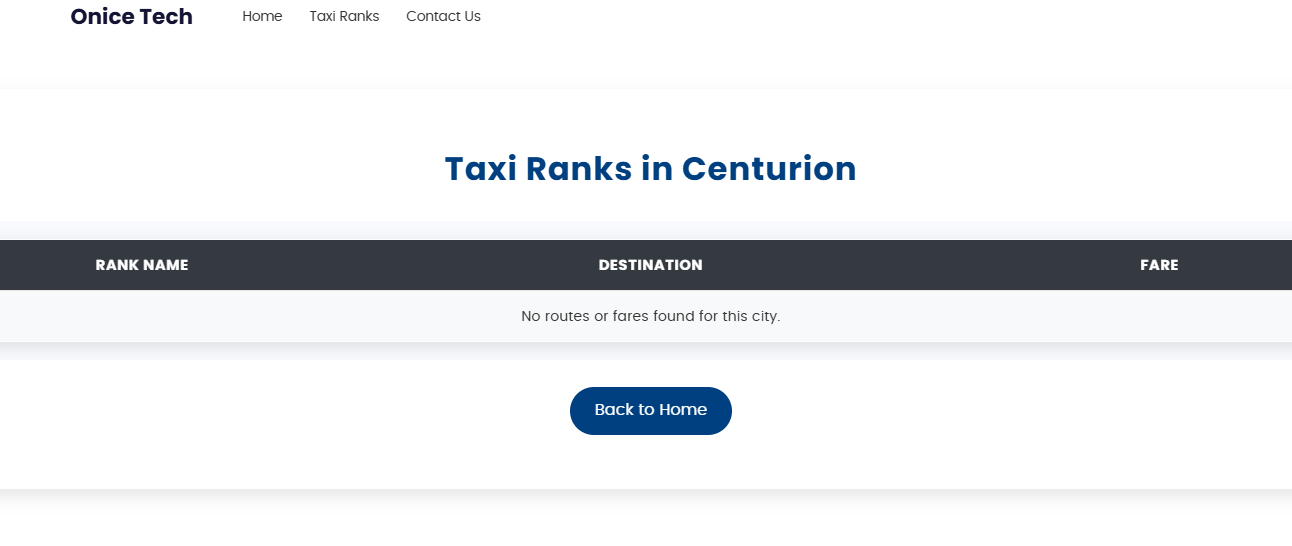 Onice Tech Home Taxi Ranks Contact Us
Taxi Ranks in Centurion
RANK NAME DESTINATION FARE
No routes or fares found for this city.
Back to Home